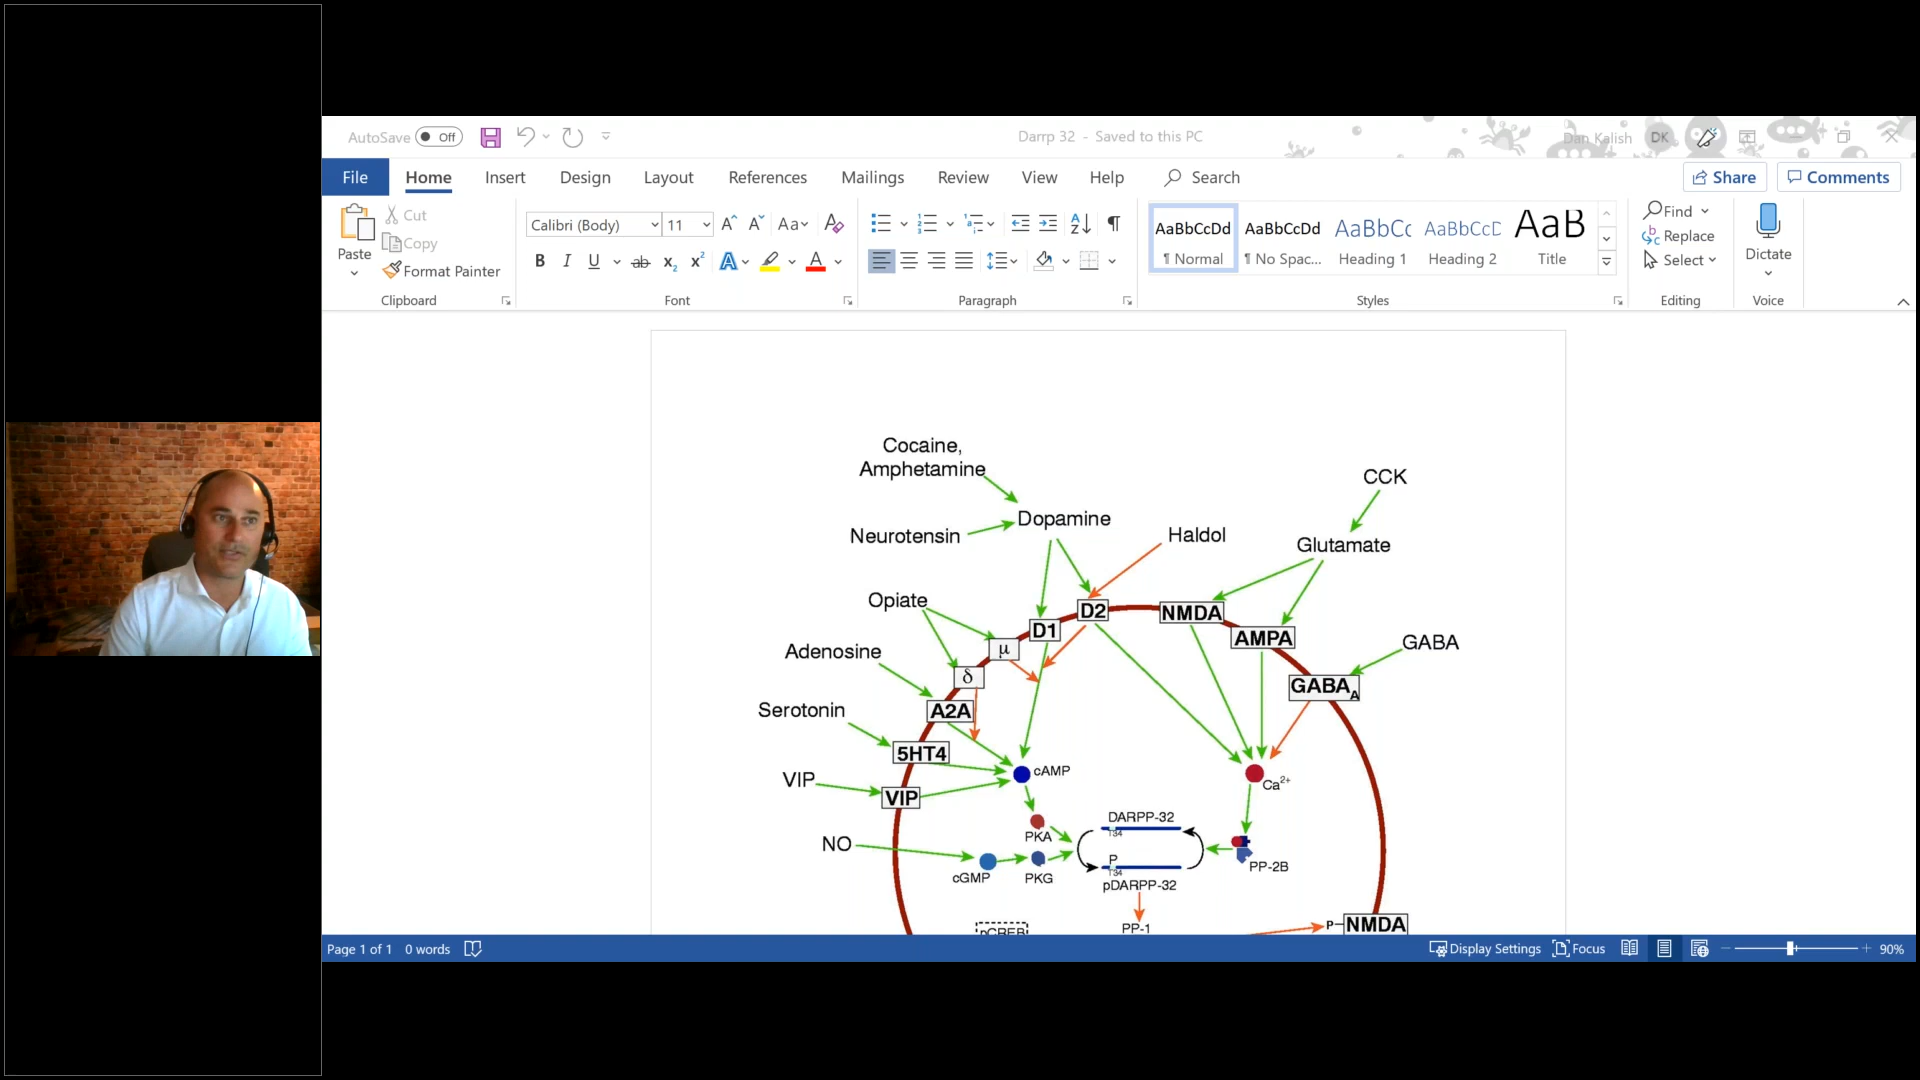 AutoSave Off
Darrp 32 - Saved to this PC
Dan Kalish DK
File Home Insert Design Layout References Mailings Review View Help Search
Share Comments
Paste
Cut
Copy
Format Painter
Clipboard
Calibri (Body) 11
Font
Paragraph
AaBbCcDd
¶ Normal
AaBbCcDd
¶ No Spac...
AaBbCc
Heading 1
AaBbCcD
Heading 2
AaB
Title
Styles
Find
Replace
Select
Editing
Dictate
Voice
Cocaine,
Amphetamine
CCK
Dopamine
Neurotensin
Haldol
Glutamate
Opiate
D2
NMDA
D1
AMPA
GABA
μ
Adenosine
δ
GABAA
Serotonin
A2A
5HT4
cAMP
VIP
VIP
Ca2+
DARPP-32
T34
PKA
NO
P
T34
PP-2B
cGMP
PKG
pDARPP-32
pCREB
PP-1
P-NMDA
Page 1 of 1 0 words
Display Settings Focus 90%